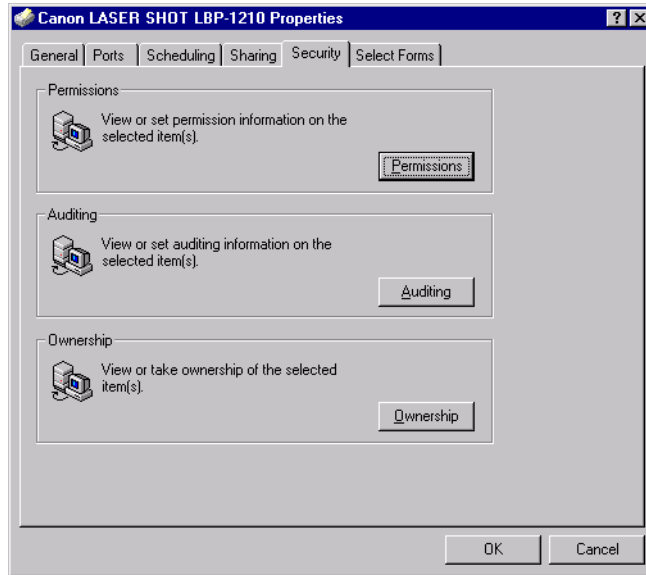 Canon LASER SHOT LBP-1210 Properties
General Ports Scheduling Sharing Security Select Forms
Permissions
View or set permission information on the
selected item(s).
Permissions
Auditing
View or set auditing information on the
selected item(s).
Auditing
Ownership
View or take ownership of the selected
item(s).
Ownership
OK Cancel